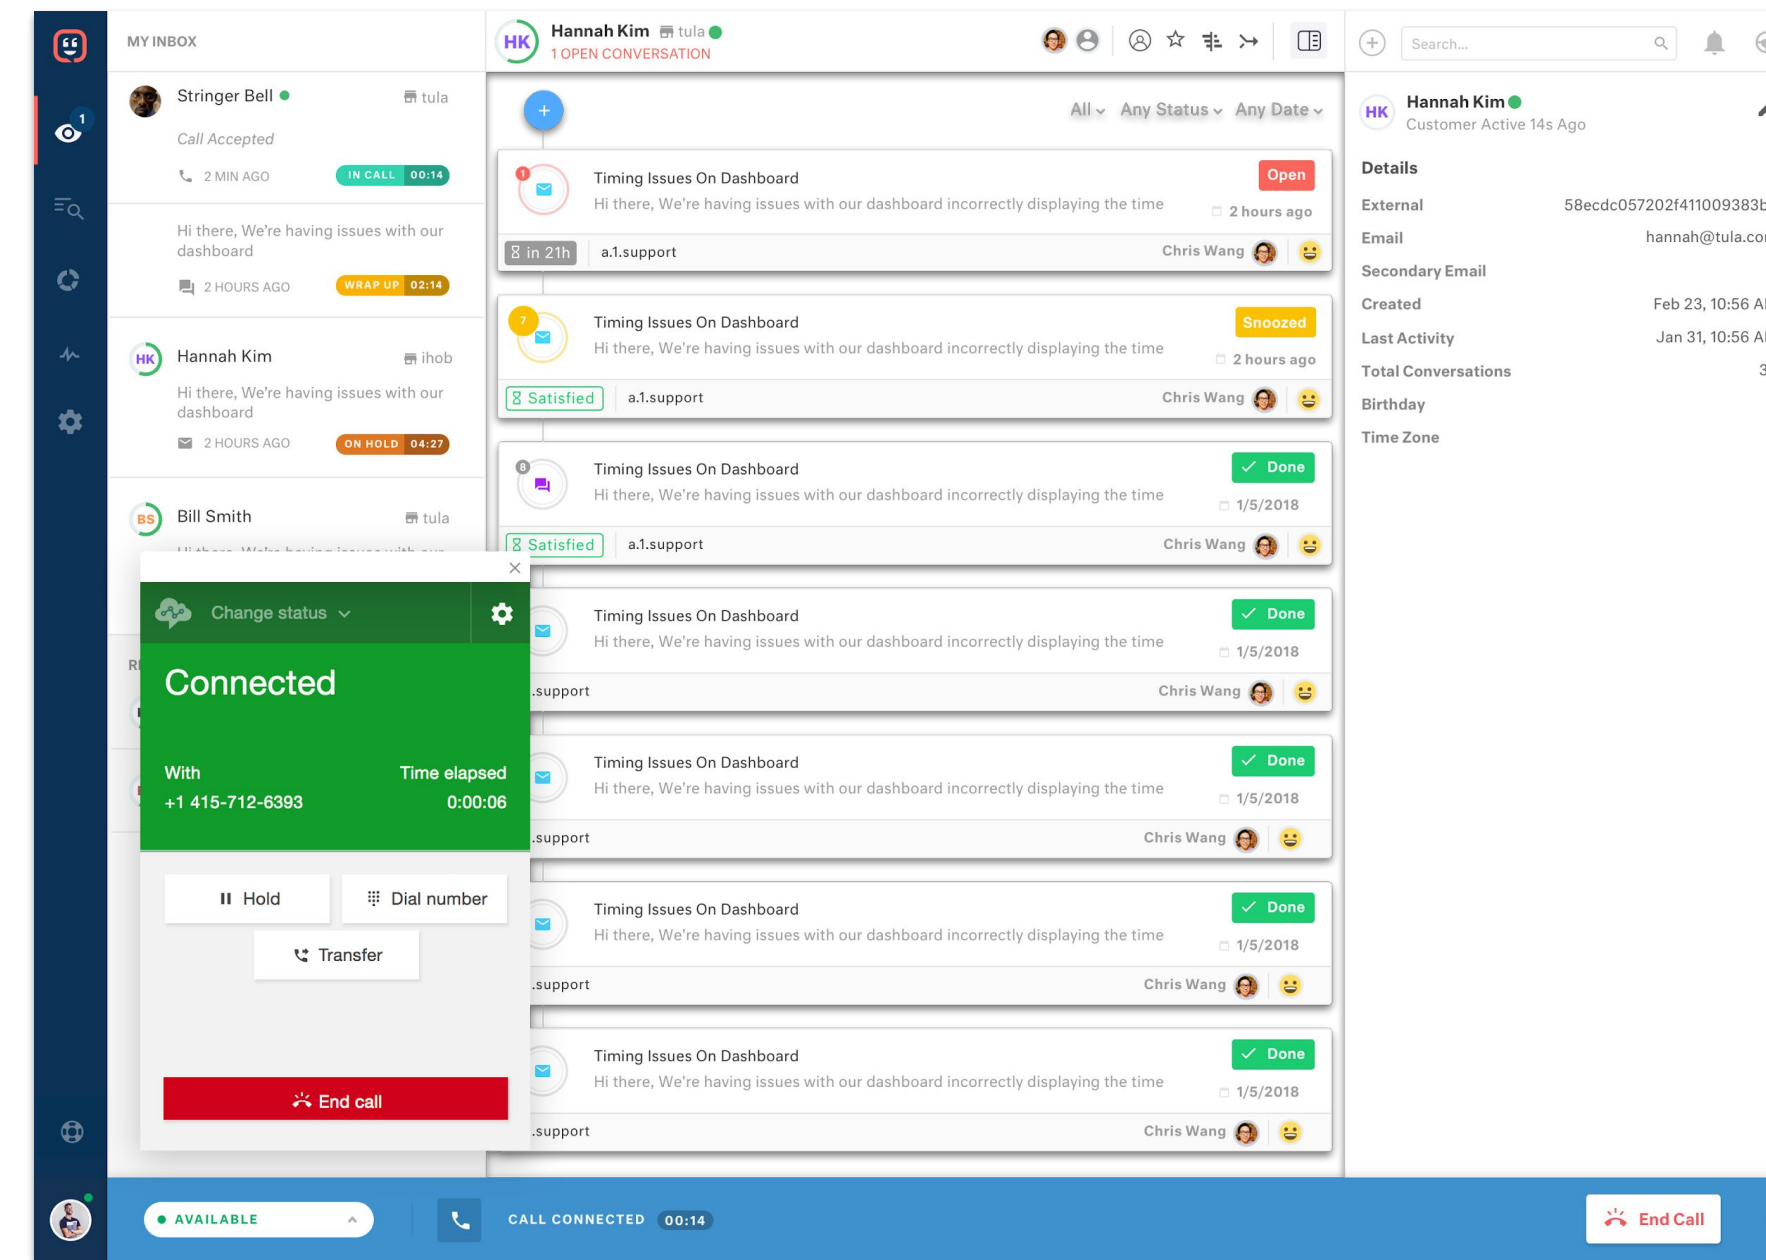 MY INBOX
1
Stringer Bell
tula
Call Accepted
2 MIN AGO
IN CALL 00:14
Hi there, We're having issues with our
dashboard
2 HOURS AGO
WRAP UP 02:14
HK
Hannah Kim
ihob
Hi there, We're having issues with our
dashboard
2 HOURS AGO
ON HOLD 04:27
BS
Bill Smith
tula
HK
Hannah Kim tula
1 OPEN CONVERSATION
+
All Any Status Any Date
1
Timing Issues On Dashboard
Open
Hi there, We're having issues with our dashboard incorrectly displaying the time
2 hours ago
in 21h
a.1.support
Chris Wang
7
Timing Issues On Dashboard
Snoozed
Hi there, We're having issues with our dashboard incorrectly displaying the time
2 hours ago
Satisfied
a.1.support
Chris Wang
8
Timing Issues On Dashboard
Done
Hi there, We're having issues with our dashboard incorrectly displaying the time
1/5/2018
Satisfied
a.1.support
Chris Wang
Timing Issues On Dashboard
Done
Hi there, We're having issues with our dashboard incorrectly displaying the time
1/5/2018
.support
Chris Wang
Timing Issues On Dashboard
Done
Hi there, We're having issues with our dashboard incorrectly displaying the time
1/5/2018
.support
Chris Wang
Timing Issues On Dashboard
Done
Hi there, We're having issues with our dashboard incorrectly displaying the time
1/5/2018
.support
Chris Wang
Timing Issues On Dashboard
Done
Hi there, We're having issues with our dashboard incorrectly displaying the time
1/5/2018
.support
Chris Wang
Change status
Connected
With
Time elapsed
+1 415-712-6393
0:00:06
Hold
Dial number
Transfer
End call
Search...
HK
Hannah Kim
Customer Active 14s Ago
Details
External 58ecdc057202f411009383b
Email hannah@tula.co
Secondary Email
Created Feb 23, 10:56 A
Last Activity Jan 31, 10:56 A
Total Conversations 3
Birthday
Time Zone
AVAILABLE
CALL CONNECTED 00:14
End Call